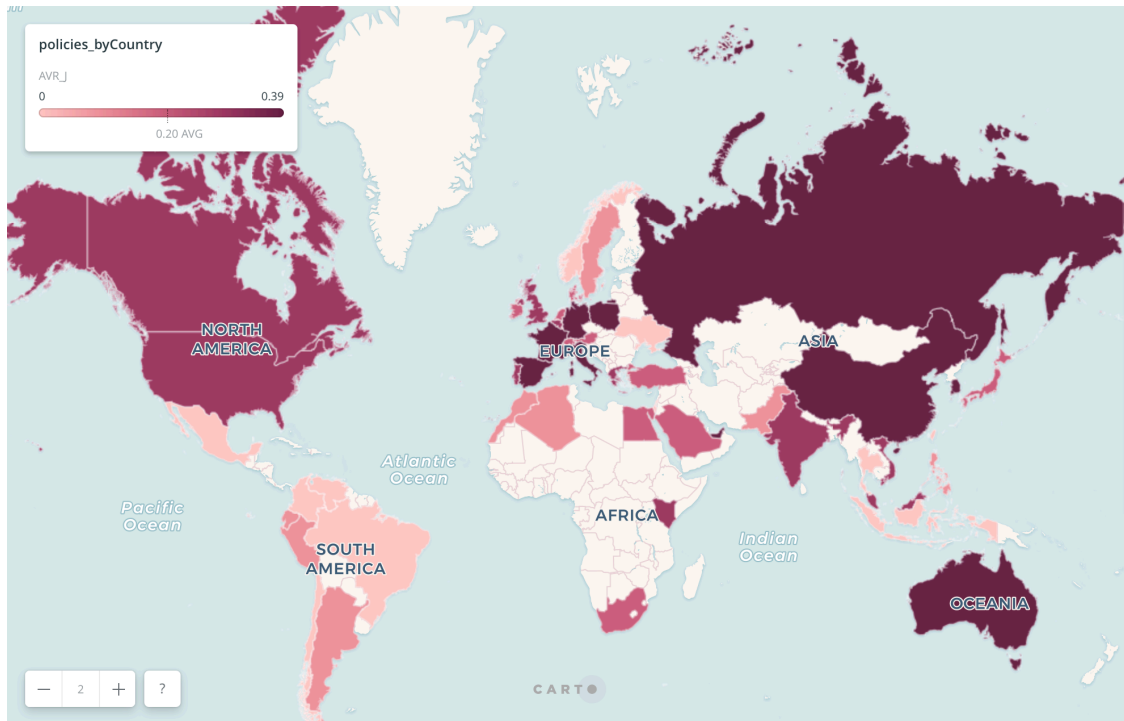 policies_byCountry
AVR_J
0 0.39
0.20 AVG
NORTH
AMERICA
EUROPE
ASIA
Atlantic
Ocean
AFRICA
Pacific
Ocean
Indian
Ocean
SOUTH
AMERICA
OCEANIA
2
?
CARTO